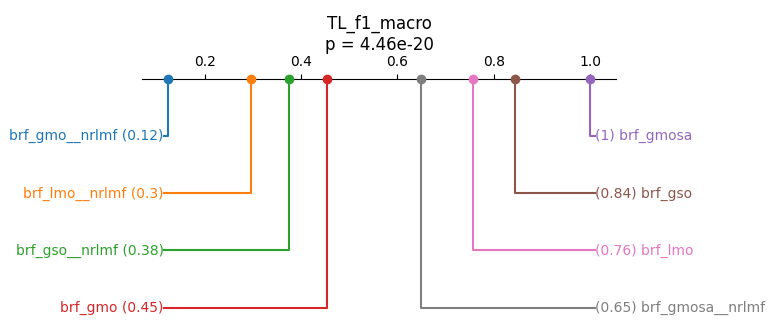 TL_f1_macro
p = 4.46e-20
0.2 0.4 0.6 0.8 1.0
brf_gmo__nrlmf (0.12) (1) brf_gmosa
brf_lmo__nrlmf (0.3) (0.84) brf_gso
brf_gso__nrlmf (0.38) (0.76) brf_lmo
brf_gmo (0.45) (0.65) brf_gmosa__nrlmf